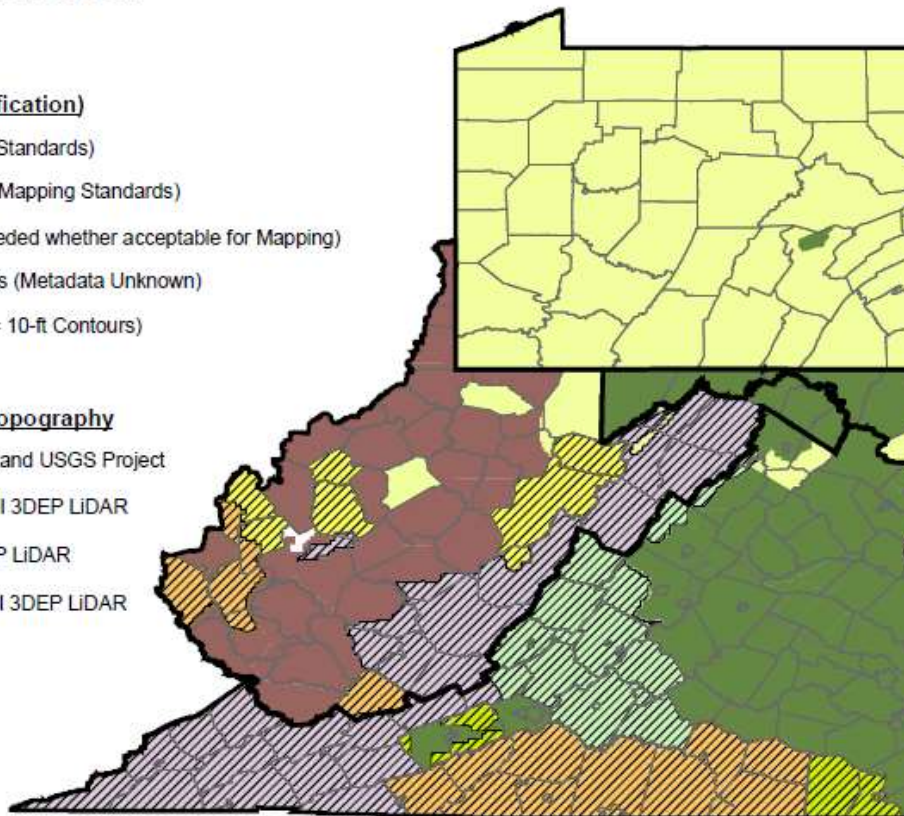 fication)
Standards)
Mapping Standards)
eded whether acceptable for Mapping)
s (Metadata Unknown)
= 10-ft Contours)
opography
and USGS Project
l 3DEP LiDAR
P LiDAR
l 3DEP LiDAR